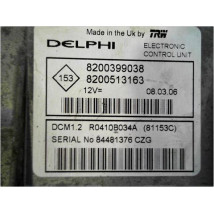 Made in the Uk by TRW
DELPHI
ELECTRONIC
CONTROL UNIT
153
8200399038
8200513163
12V=
08.03.06
DCM1.2 R0410B034A (81153C)
SERIAL No 84481376 CZG